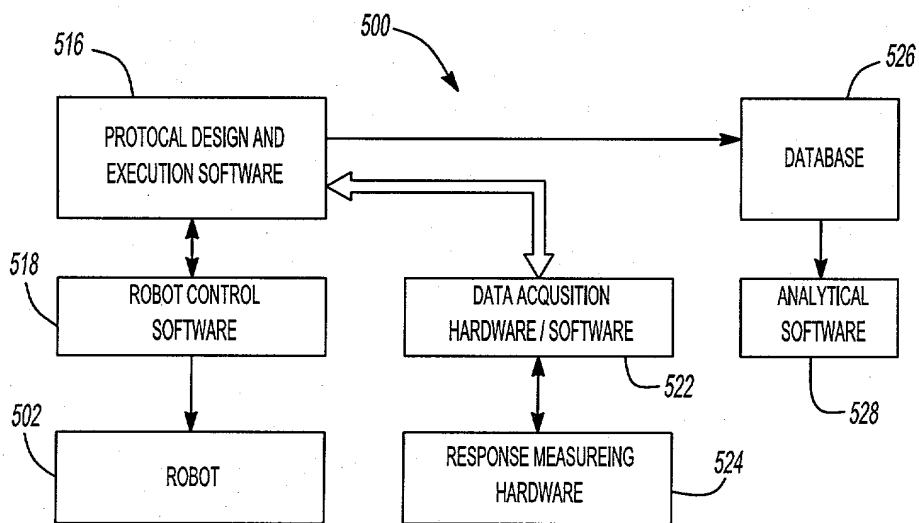 500
516
526
PROTOCAL DESIGN AND
EXECUTION SOFTWARE
DATABASE
518
ROBOT CONTROL
SOFTWARE
DATA ACQUSITION
HARDWARE / SOFTWARE
522
ANALYTICAL
SOFTWARE
528
502
ROBOT
RESPONSE MEASUREING
HARDWARE
524